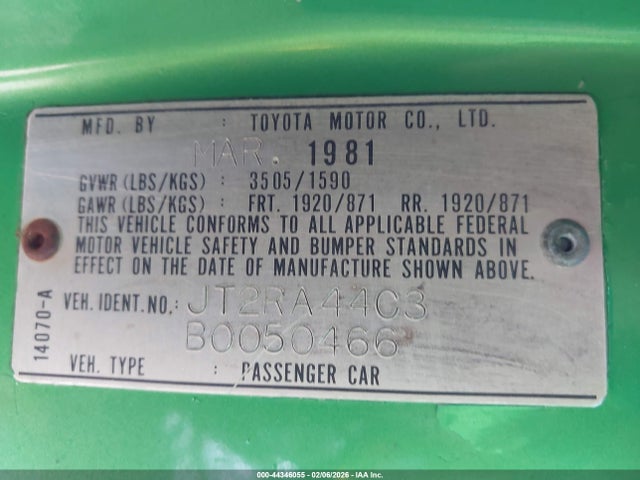 MFD. BY : TOYOTA MOTOR CO., LTD.
MAR. 1981
GVWR (LBS/KGS) : 3505/1590
GAWR (LBS/KGS) : FRT. 1920/871 RR. 1920/871
THIS VEHICLE CONFORMS TO ALL APPLICABLE FEDERAL
MOTOR VEHICLE SAFETY AND BUMPER STANDARDS IN
EFFECT ON THE DATE OF MANUFACTURE SHOWN ABOVE.
VEH. IDENT.NO.: JT2RA44C3
B0050466
VEH. TYPE : PASSENGER CAR
14070-A
000-44346055 - 02/06/2026 - IAA Inc.